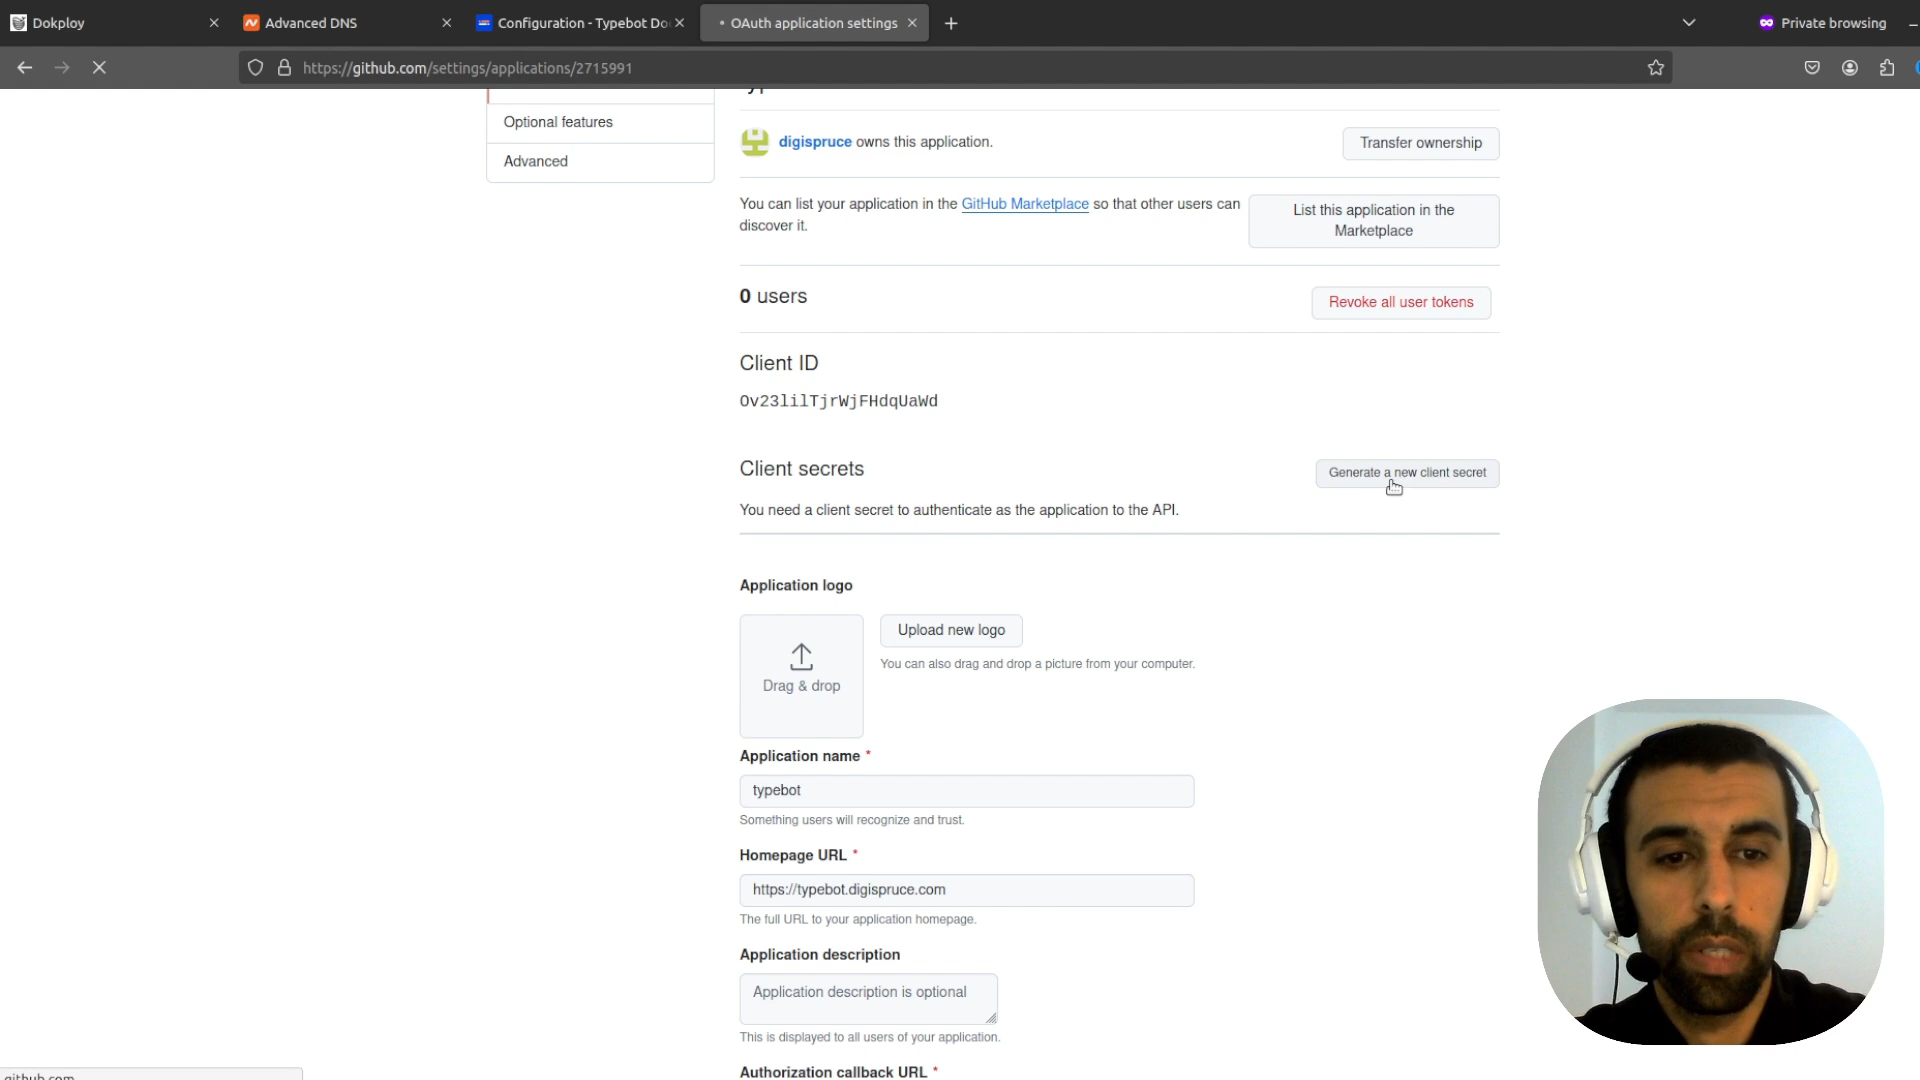 Dokploy
Advanced DNS
Configuration - Typebot Do
OAuth application settings
Private browsing
https://github.com/settings/applications/2715991
Optional features
Advanced
digispruce owns this application.
Transfer ownership
You can list your application in the GitHub Marketplace so that other users can
discover it.
List this application in the
Marketplace
0 users
Revoke all user tokens
Client ID
Ov23lilTjrWjFHdqUaWd
Client secrets
Generate a new client secret
You need a client secret to authenticate as the application to the API.
Application logo
Drag & drop
Upload new logo
You can also drag and drop a picture from your computer.
Application name *
typebot
Something users will recognize and trust.
Homepage URL *
https://typebot.digispruce.com
The full URL to your application homepage.
Application description
Application description is optional
This is displayed to all users of your application.
Authorization callback URL *
github.com